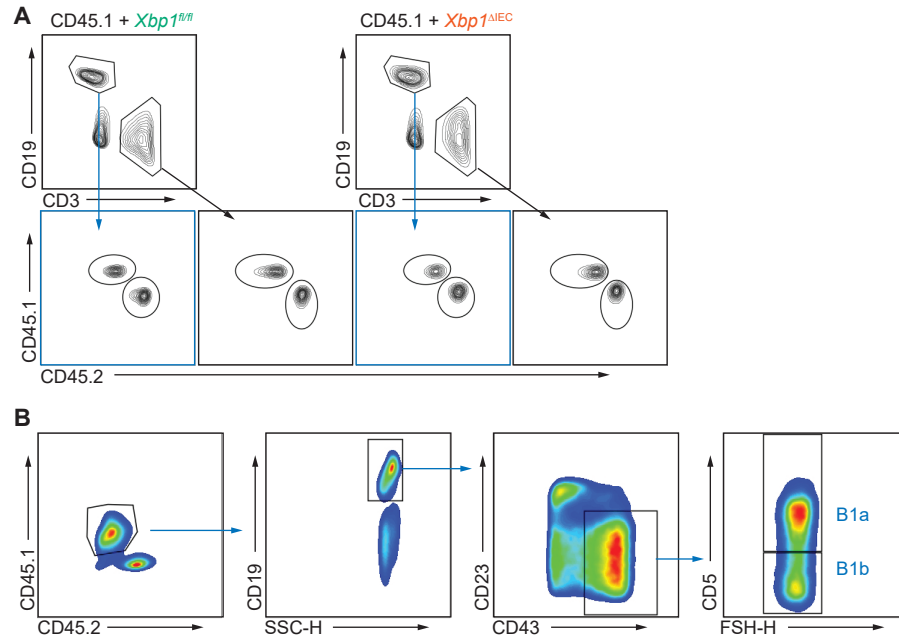 A
CD45.1 + Xbp1fl/fl
CD45.1 + Xbp1ΔIEC
CD19
CD3
CD19
CD3
CD45.1
CD45.2
B
CD45.1
CD45.2
CD19
SSC-H
CD23
CD43
CD5
FSH-H
B1a
B1b